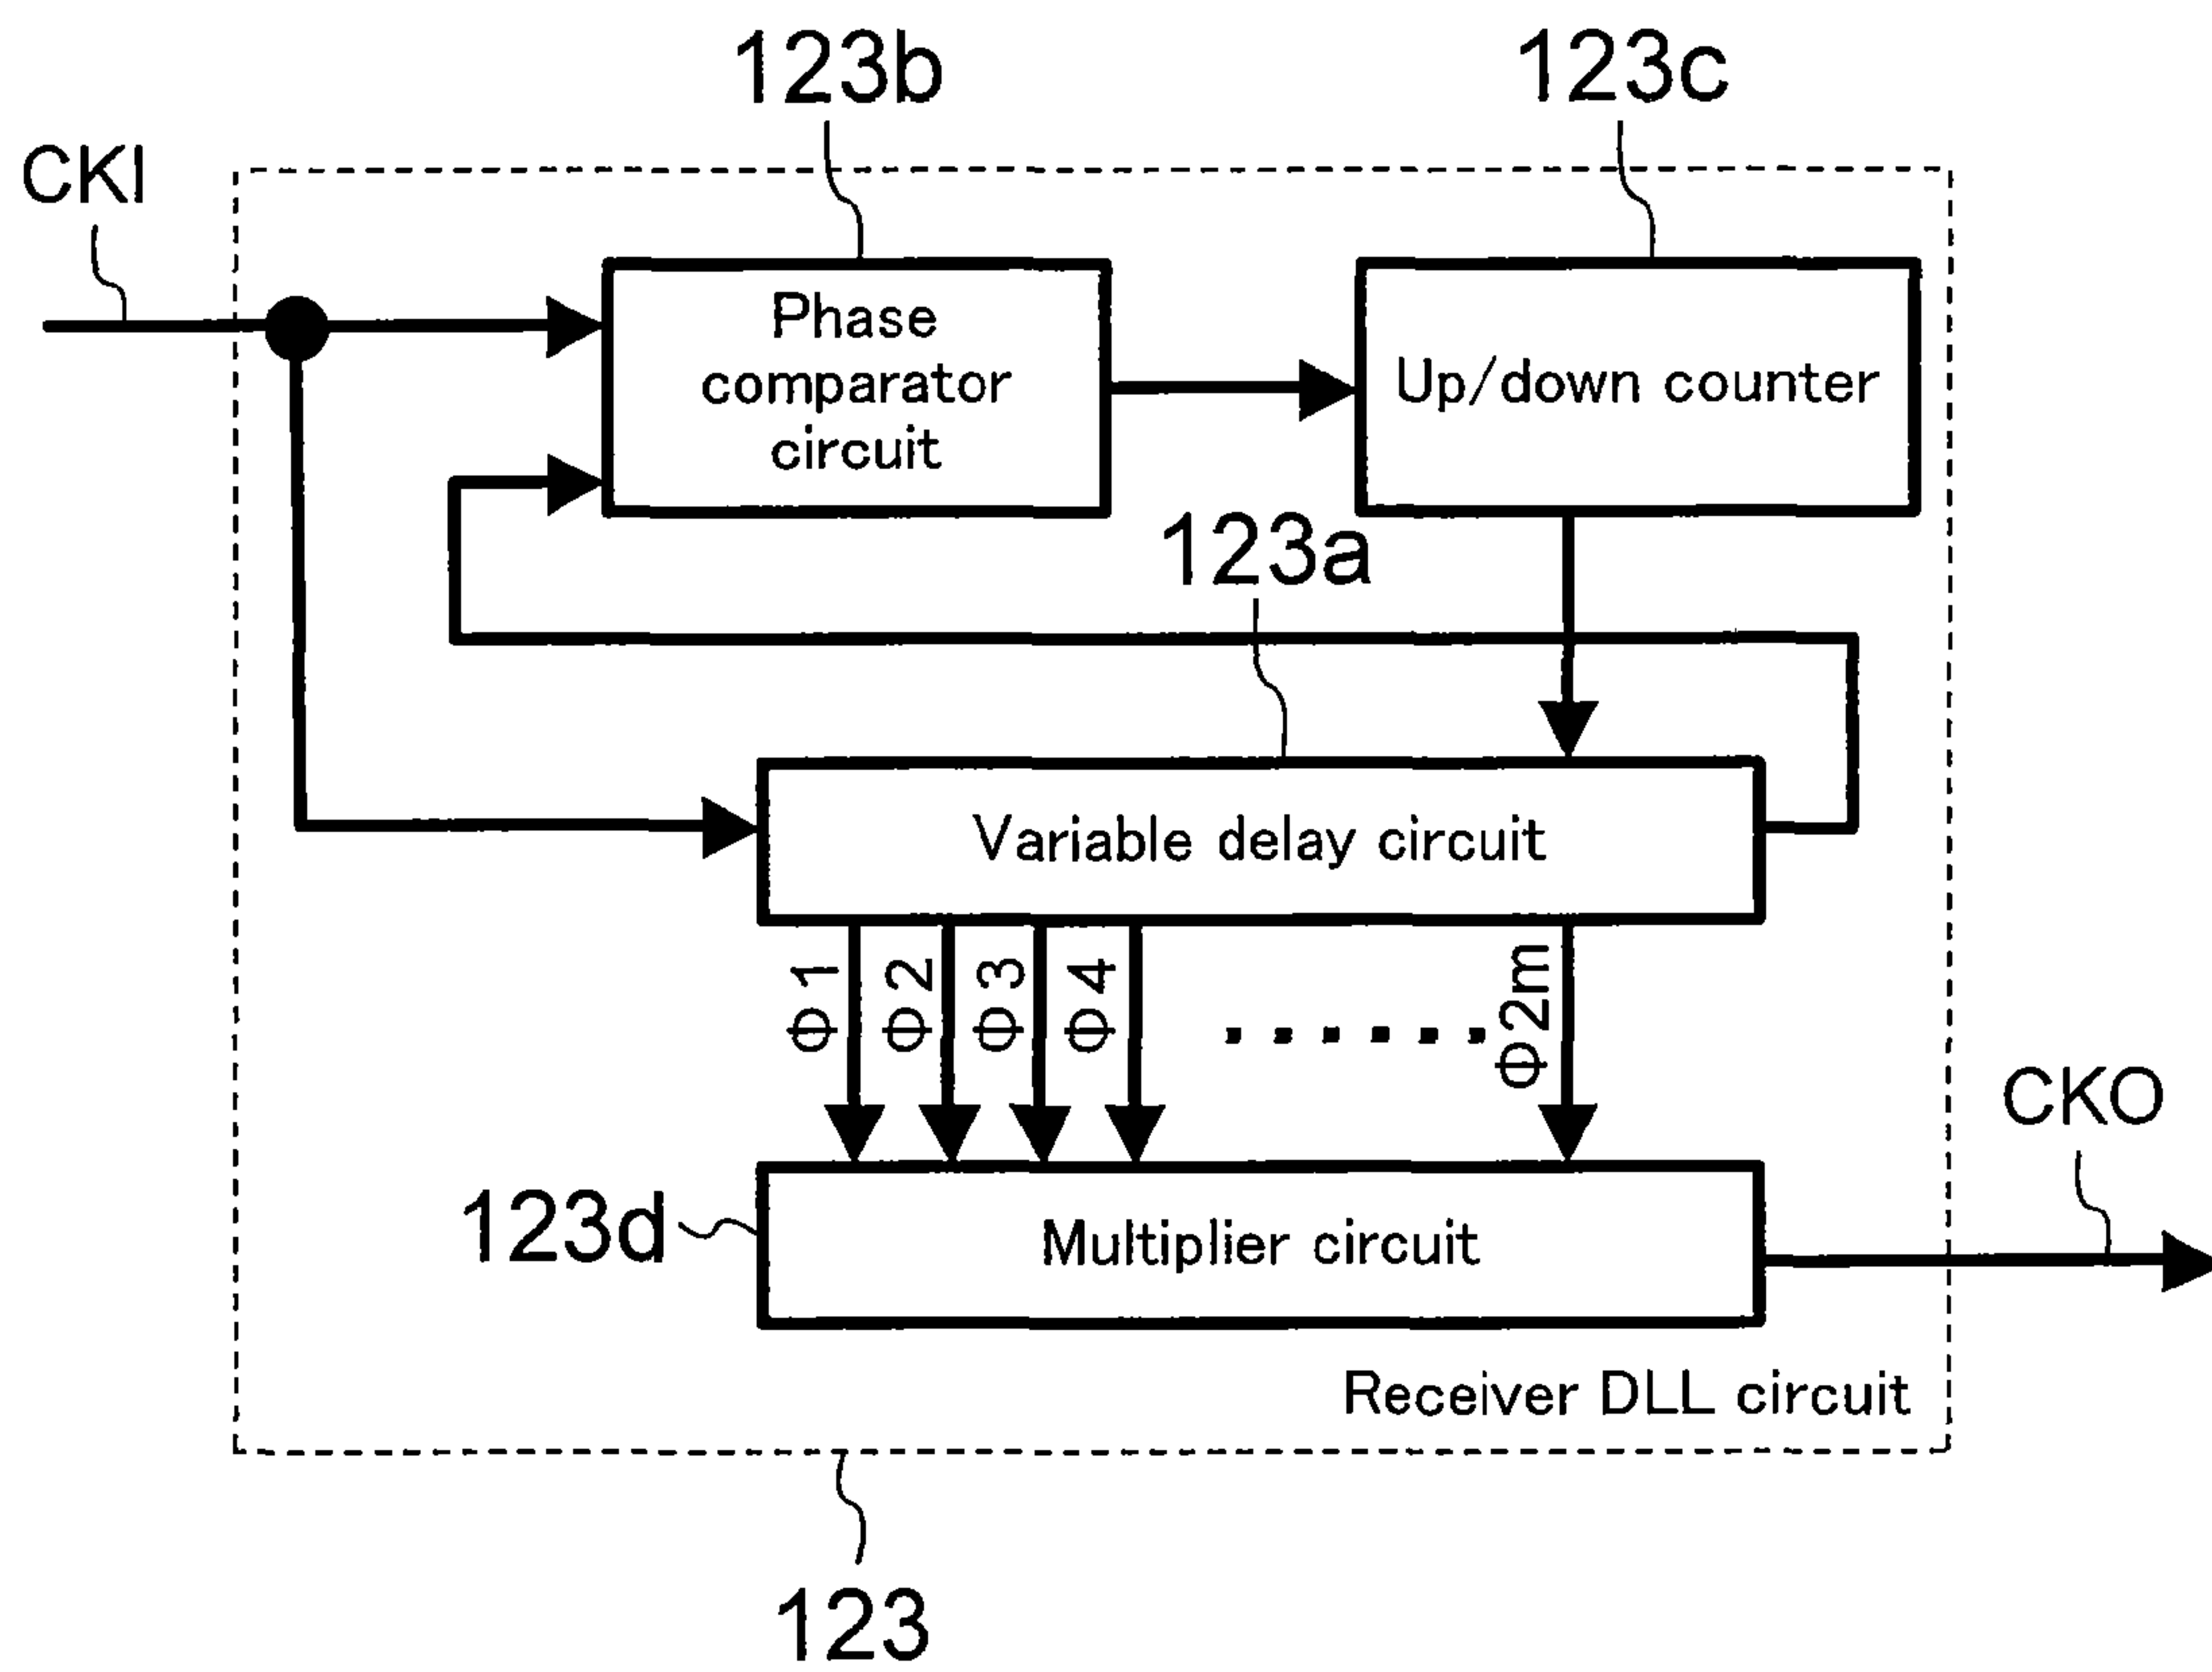 123b
123c
CKI
Phase
comparator
circuit
Up/down counter
123a
Variable delay circuit
Φ1
Φ2
Φ3
Φ4
······
Φ2m
CKO
123d
Multiplier circuit
Receiver DLL circuit
123